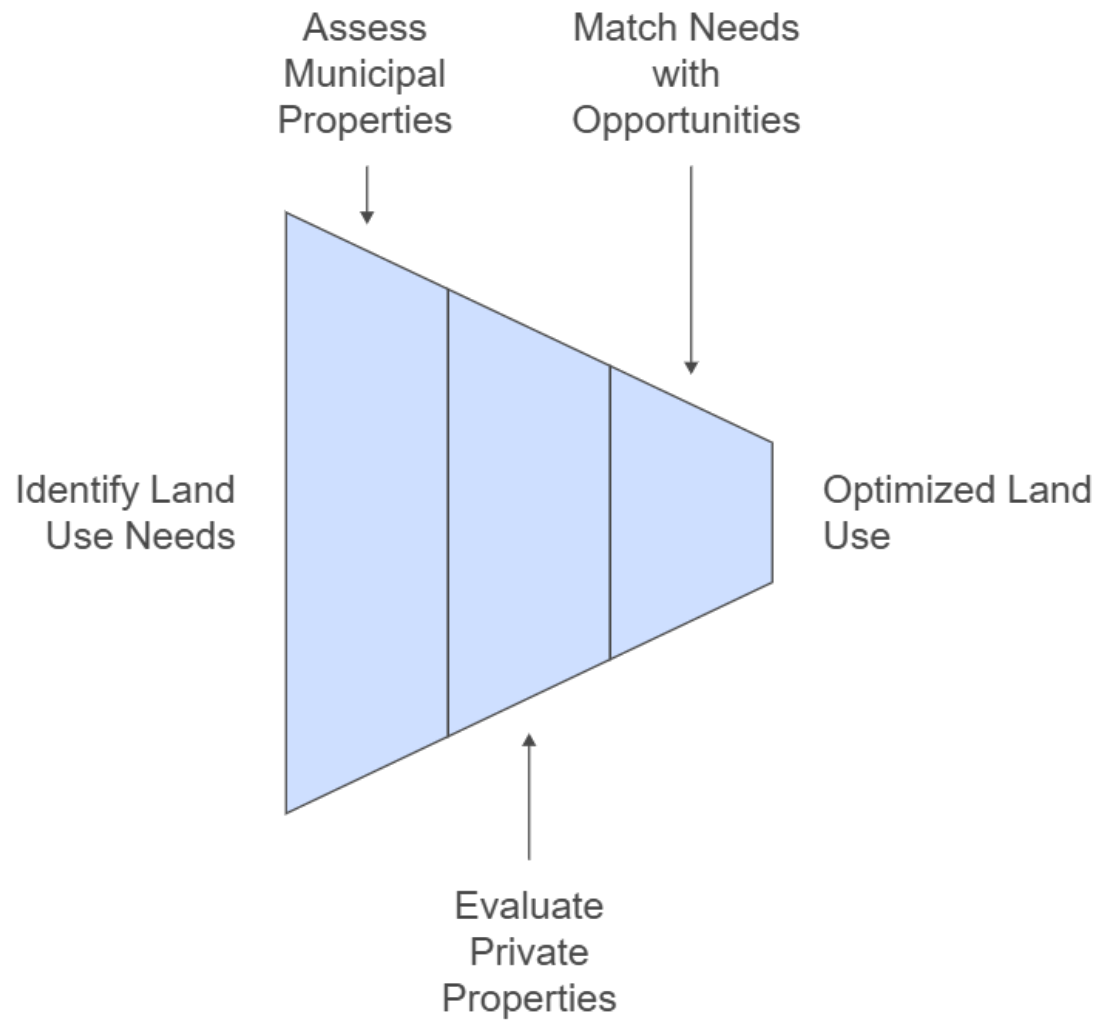 Assess
Municipal
Properties
Match Needs
with
Opportunities
Identify Land
Use Needs
Optimized Land
Use
Evaluate
Private
Properties